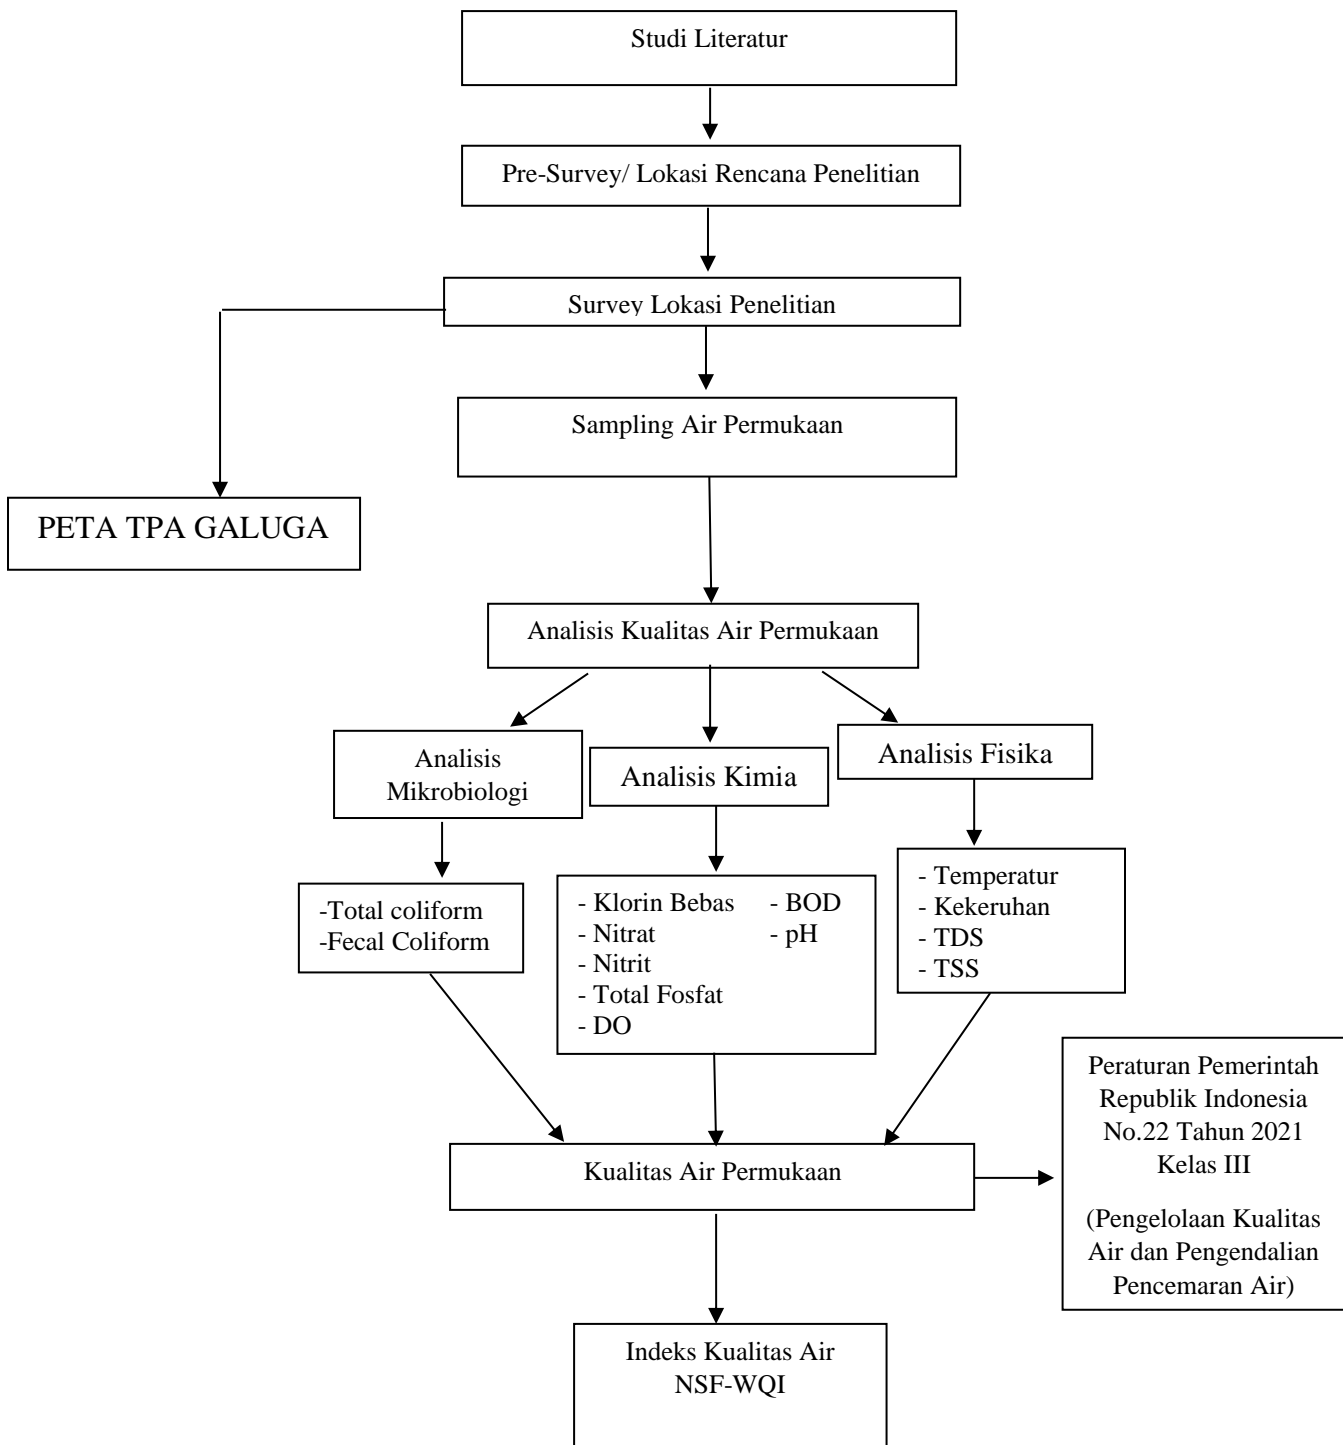 Studi Literatur
Pre-Survey/ Lokasi Rencana Penelitian
Survey Lokasi Penelitian
Sampling Air Permukaan
PETA TPA GALUGA
Analisis Kualitas Air Permukaan
Analisis
Mikrobiologi
Analisis Kimia
Analisis Fisika
-Total coliform
-Fecal Coliform
- Klorin Bebas - BOD
- Nitrat - pH
- Nitrit
- Total Fosfat
- DO
- Temperatur
- Kekeruhan
- TDS
- TSS
Kualitas Air Permukaan
Peraturan Pemerintah
Republik Indonesia
No.22 Tahun 2021
Kelas III
(Pengelolaan Kualitas
Air dan Pengendalian
Pencemaran Air)
Indeks Kualitas Air
NSF-WQI